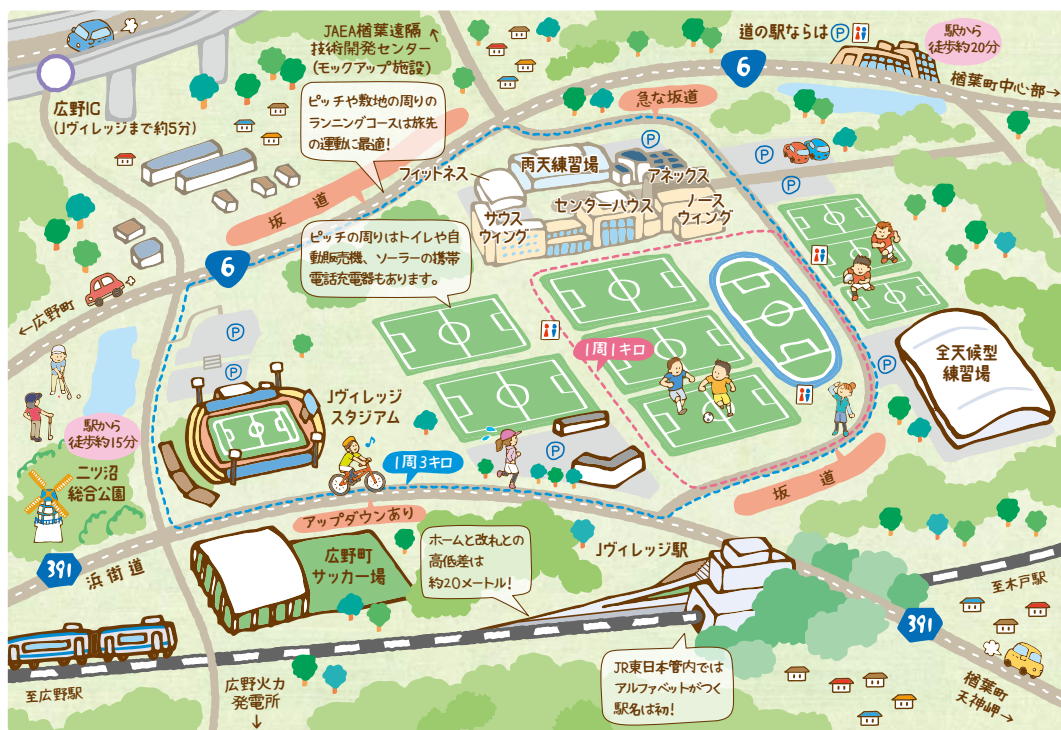 JAEA楢葉遠隔
技術開発センター
(モックアップ施設)
道の駅ならは
P
駅から
徒歩約20分
6
楢葉町中心部→
広野IC
(Jヴィレッジまで約5分)
ピッチや敷地の周りの
ランニングコースは旅先
の運動に最適!
急な坂道
P
P
P
坂道
フィットネス
雨天練習場
アネックス
センターハウス
サウス
ウイング
ノース
ウィング
6
←広野町
ピッチの周りはトイレや自
動販売機、ソーラーの携帯
電話充電器もあります。
P
P
1周1キロ
P
全天候型
練習場
Jヴィレッジ
スタジアム
駅から
徒歩約15分
二ツ沼
総合公園
1周3キロ
P
坂道
アップダウンあり
391
浜街道
広野町
サッカー場
ホームと改札との
高低差は
約20メートル!
Jヴィレッジ駅
至木戸駅
391
JR東日本管内では
アルファベットがつく
駅名は初!
至広野駅
広野火力
発電所
↓
楢葉町
天神岬→